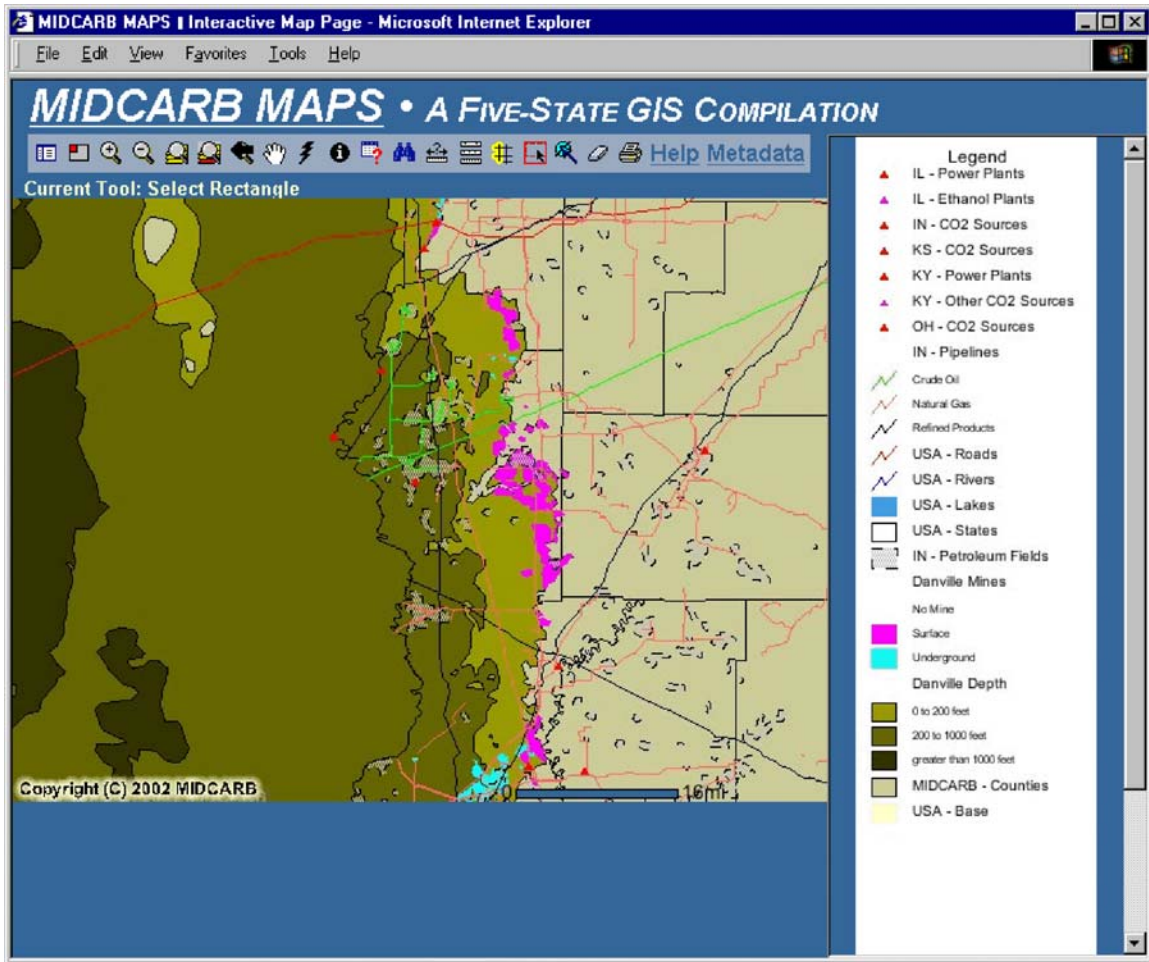 MIDCARB MAPS | Interactive Map Page - Microsoft Internet Explorer
File Edit View Favorites Tools Help
MIDCARB MAPS • A FIVE-STATE GIS COMPILATION
Help Metadata
Current Tool: Select Rectangle
Copyright (C) 2002 MIDCARB
0 16mi
Legend
IL - Power Plants
IL - Ethanol Plants
IN - CO2 Sources
KS - CO2 Sources
KY - Power Plants
KY - Other CO2 Sources
OH - CO2 Sources
IN - Pipelines
Crude Oil
Natural Gas
Refined Products
USA - Roads
USA - Rivers
USA - Lakes
USA - States
IN - Petroleum Fields
Danville Mines
No Mine
Surface
Underground
Danville Depth
0 to 200 feet
200 to 1000 feet
greater than 1000 feet
MIDCARB - Counties
USA - Base